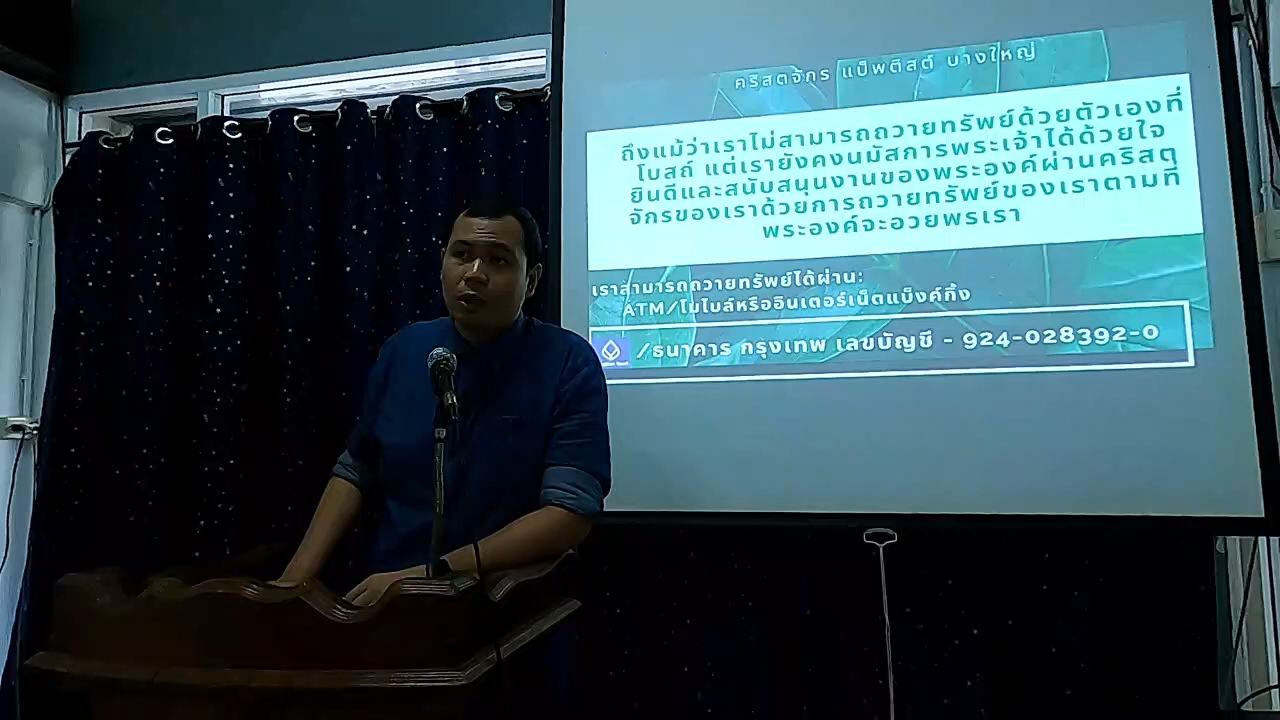 คริสตจักร แบ๊พติสต์ บางใหญ่
ถึงแม้ว่าเราไม่สามารถถวายทรัพย์ด้วยตัวเองที่
โบสถ์ แต่เรายังคงนมัสการพระเจ้าได้ด้วยใจ
ยินดีและสนับสนุนงานของพระองค์ผ่านคริสตุ
จักรของเราด้วยการถวายทรัพย์ของเราตามที่
พระองค์จะอวยพรเรา
เราสามารถถวายทรัพย์ได้ผ่าน:
ATM/โมไบล์หรืออินเตอร์เน็ตแบ็งค์กิ้ง
/ธนาคาร กรุงเทพ เลขบัญชี - 924-028392-0